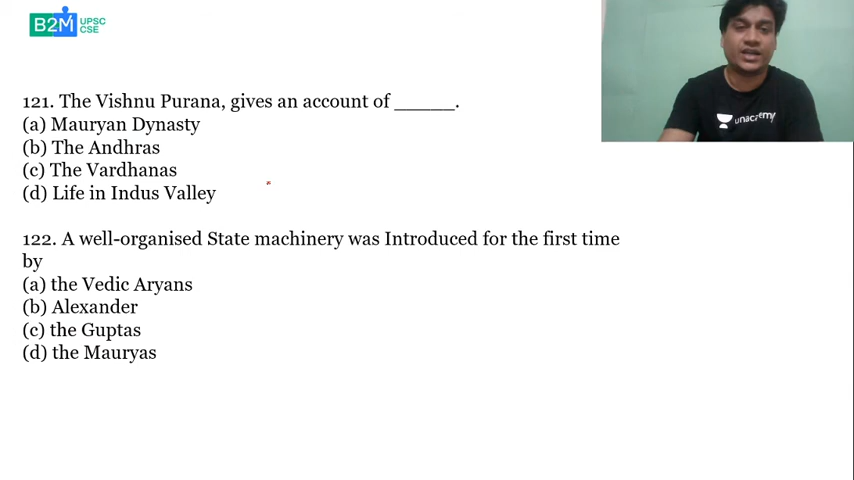 B2M UPSC
CSE
unacademy
121. The Vishnu Purana, gives an account of _____.
(a) Mauryan Dynasty
(b) The Andhras
(c) The Vardhanas
(d) Life in Indus Valley
122. A well-organised State machinery was Introduced for the first time
by
(a) the Vedic Aryans
(b) Alexander
(c) the Guptas
(d) the Mauryas